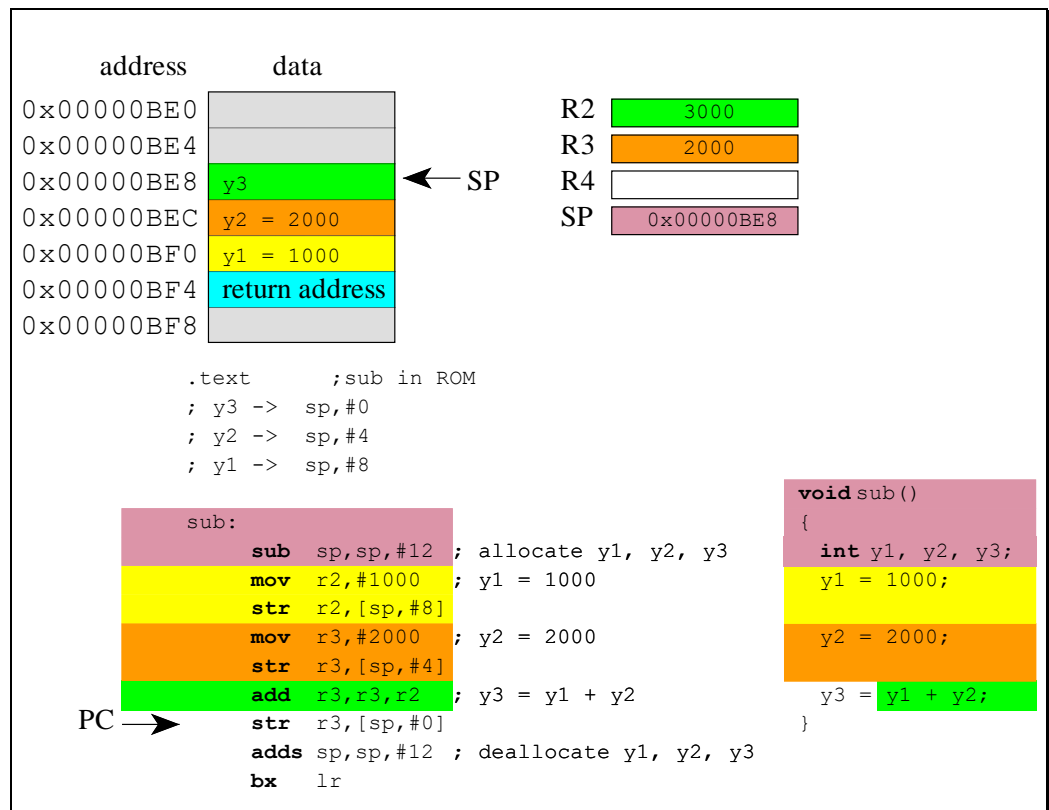 address data
0x00000BE0
0x00000BE4
0x00000BE8 y3 SP
0x00000BEC y2 = 2000
0x00000BF0 y1 = 1000
0x00000BF4 return address
0x00000BF8
R2 3000
R3 2000
R4
SP 0x00000BE8
.text ;sub in ROM
; y3 -> sp,#0
; y2 -> sp,#4
; y1 -> sp,#8
sub:
sub sp,sp,#12 ; allocate y1, y2, y3
mov r2,#1000 ; y1 = 1000
str r2,[sp,#8]
mov r3,#2000 ; y2 = 2000
str r3,[sp,#4]
add r3,r3,r2 ; y3 = y1 + y2
PC str r3,[sp,#0]
adds sp,sp,#12 ; deallocate y1, y2, y3
bx lr
void sub()
{
int y1, y2, y3;
y1 = 1000;
y2 = 2000;
y3 = y1 + y2;
}